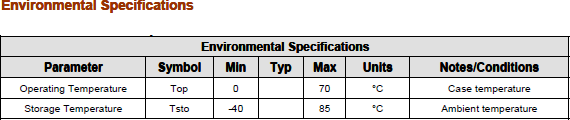 Environmental Specifications
Environmental Specifications
Parameter Symbol Min Typ Max Units Notes/Conditions
Operating Temperature Top 0 70 °C Case temperature
Storage Temperature Tsto -40 85 °C Ambient temperature